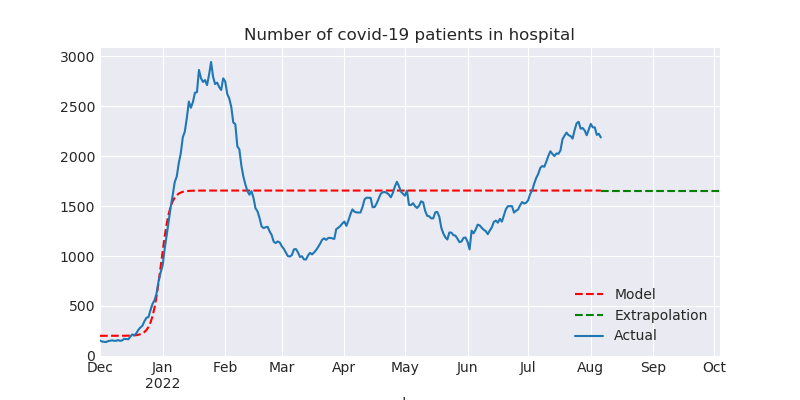 Number of covid-19 patients in hospital
3000
2500
2000
1500
1000
500
0
Model
Extrapolation
Actual
Dec Jan Feb Mar Apr May Jun Jul Aug Sep Oct
2022